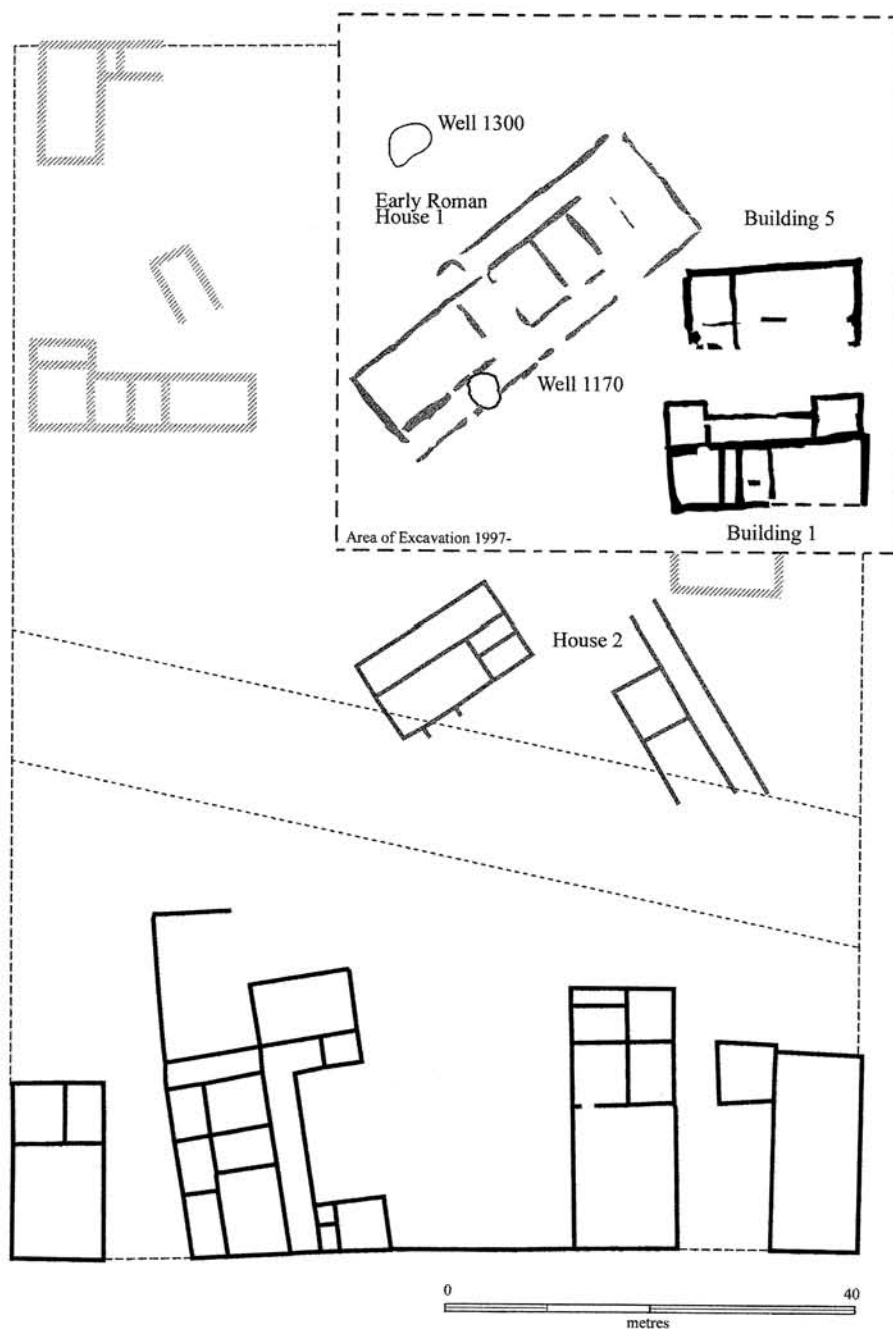 Well 1300
Early Roman
House 1
Building 5
Well 1170
Area of Excavation 1997-
Building 1
House 2
0 40
metres